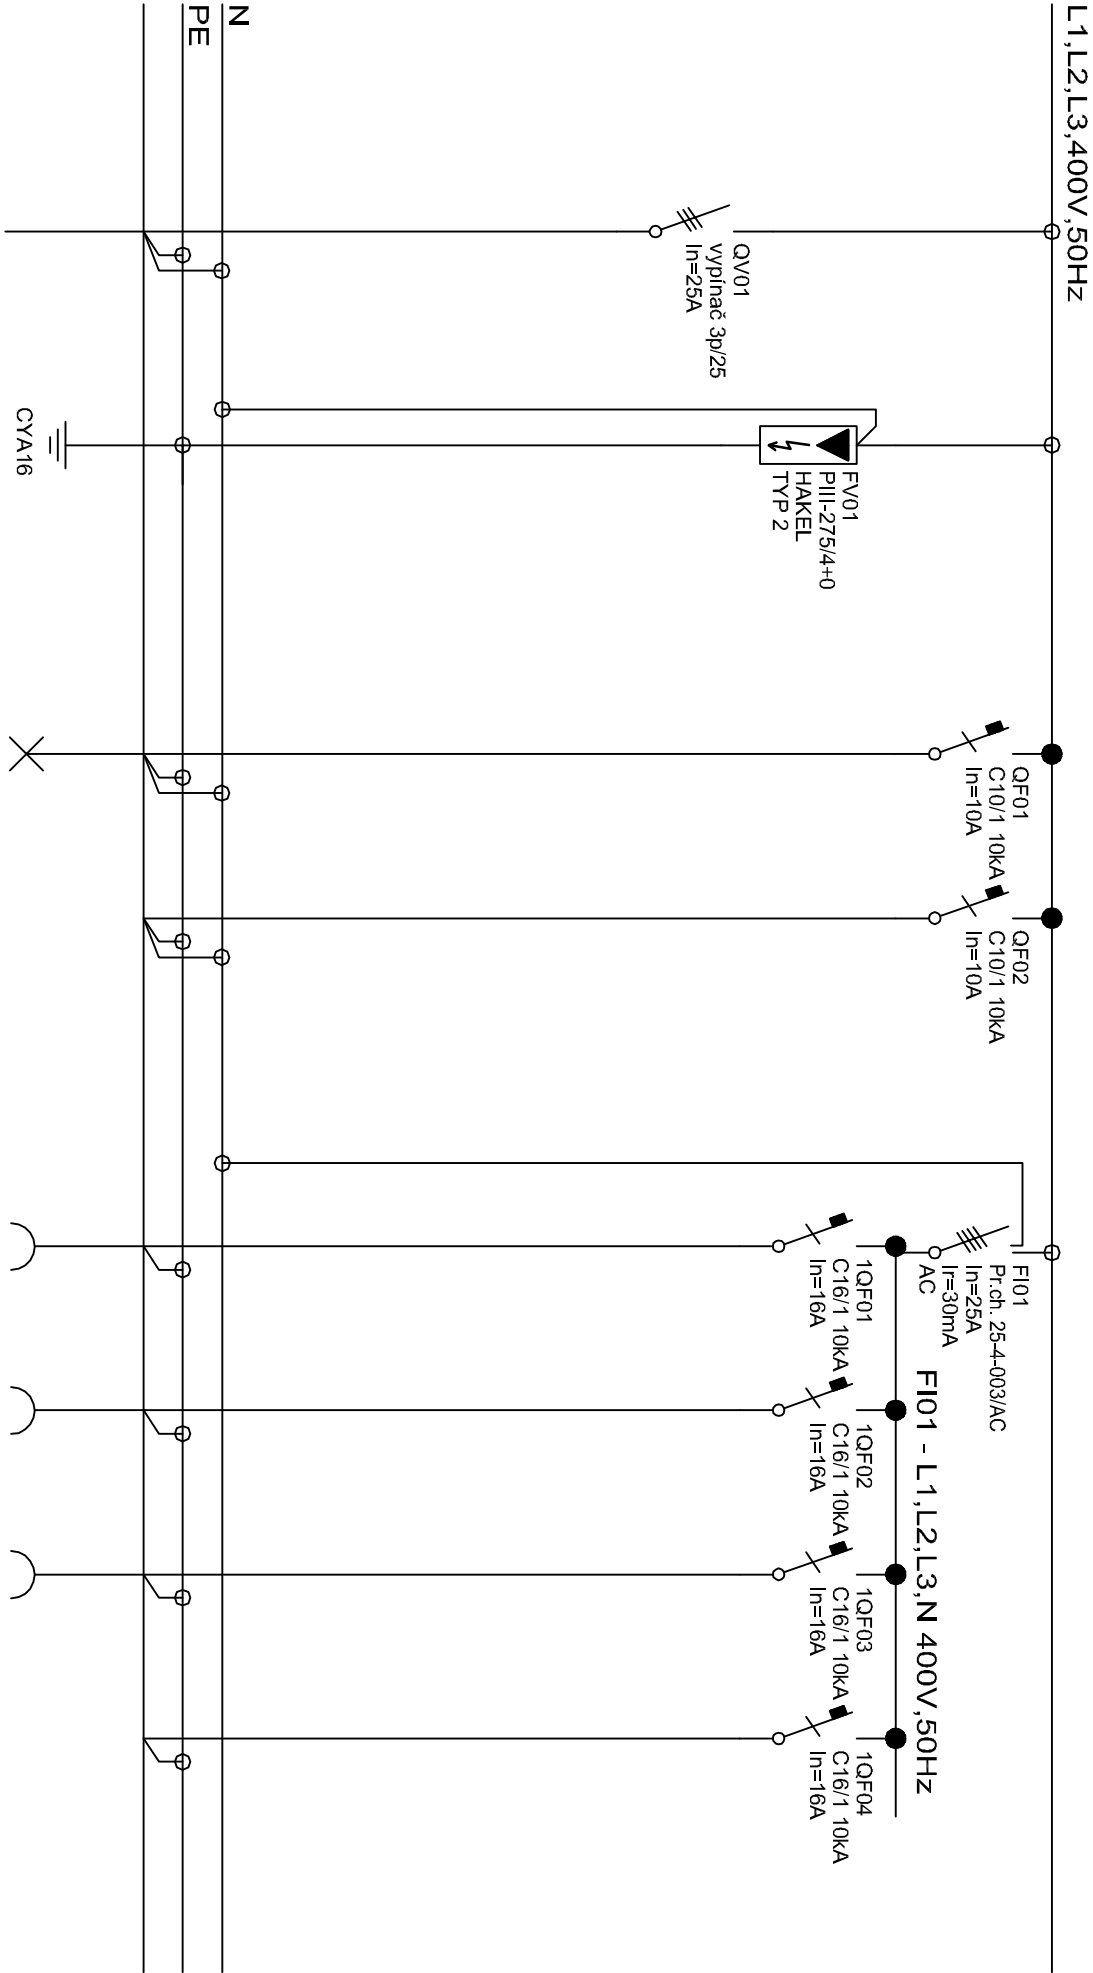 L1,L2,L3,400V,50Hz
N
PE
QV01
vypínač 3p/25
In=25A
FV01
PIII-275/4+0
HAKEL
TYP 2
CYA16
QF01
C10/1 10kA
In=10A
QF02
C10/1 10kA
In=10A
FI01
Pr.ch. 25-4-003/AC
In=25A
Ir=30mA
AC
FI01 - L1,L2,L3,N 400V,50Hz
1QF01
C16/1 10kA
In=16A
1QF02
C16/1 10kA
In=16A
1QF03
C16/1 10kA
In=16A
1QF04
C16/1 10kA
In=16A